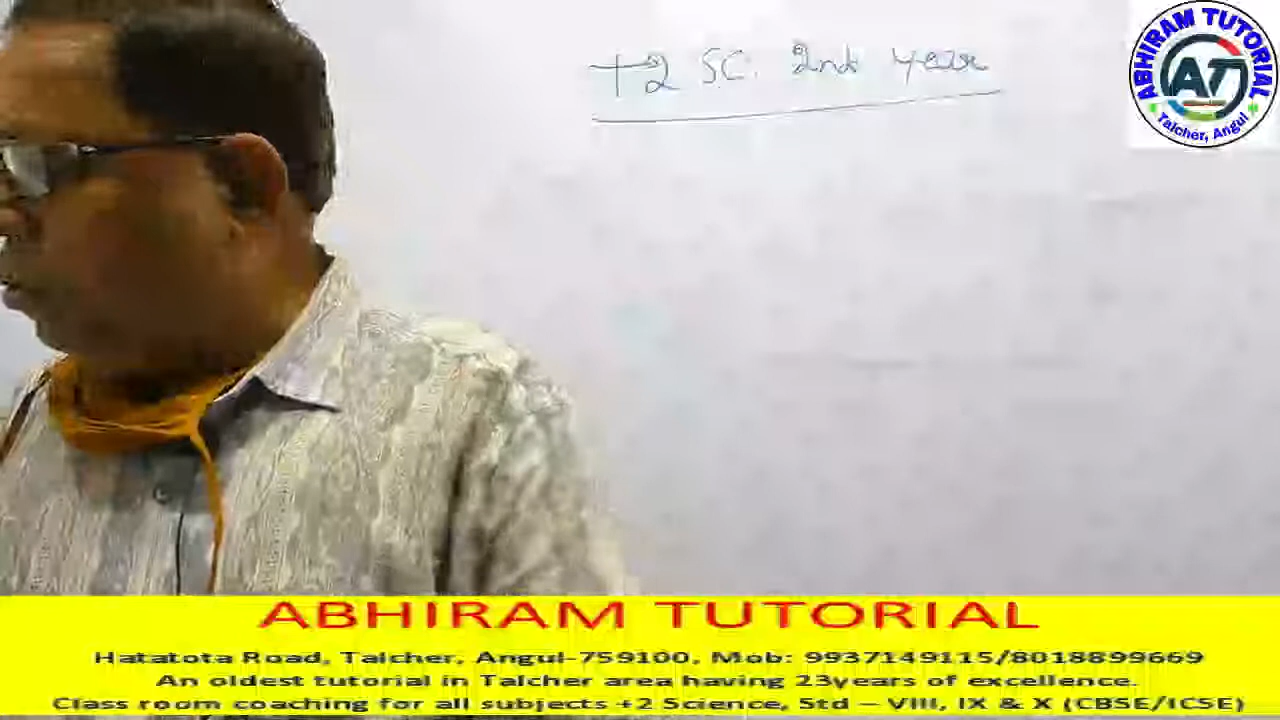 +2 SC. 2nd year
ABHIRAM TUTORIAL
AT
Talcher, Angul
ABHIRAM TUTORIAL
Hatatota Road, Talcher, Angul-759100, Mob: 9937149115/8018899669
An oldest tutorial in Talcher area having 23years of excellence.
Class room coaching for all subjects +2 Science, Std – VIII, IX & X (CBSE/ICSE)